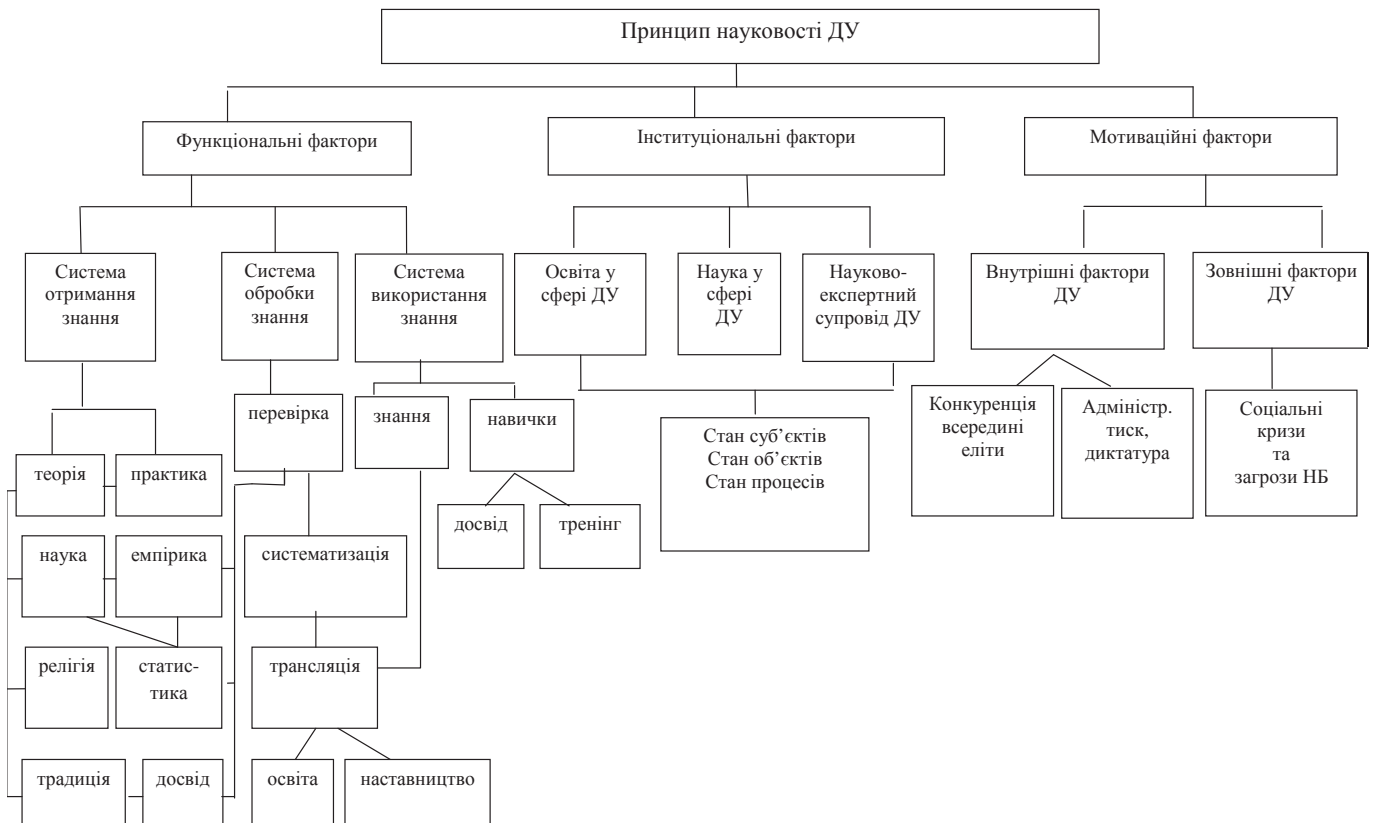 Принцип науковості ДУ
Функціональні фактори
Інституціональні фактори
Мотиваційні фактори
Система
отримання
знання
Система
обробки
знання
Система
використання
знання
Освіта у
сфері ДУ
Наука у
сфері
ДУ
Науково-
експертний
супровід ДУ
Внутрішні фактори
ДУ
Зовнішні фактори
ДУ
перевірка
знання
навички
Стан суб’єктів
Стан об’єктів
Стан процесів
Конкуренція
всередині
еліти
Адміністр.
тиск,
диктатура
Соціальні
кризи
та
загрози НБ
теорія
практика
досвід
тренінг
наука
емпірика
систематизація
релігія
статис-
тика
трансляція
традиція
досвід
освіта
наставництво